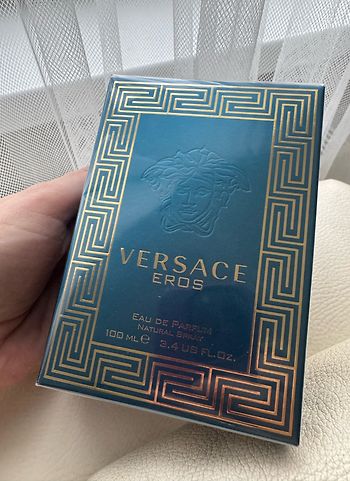 VERSACE
EROS
EAU DE PARFUM
NATURAL SPRAY
100 ML ℮ 3.4 US FL.OZ.